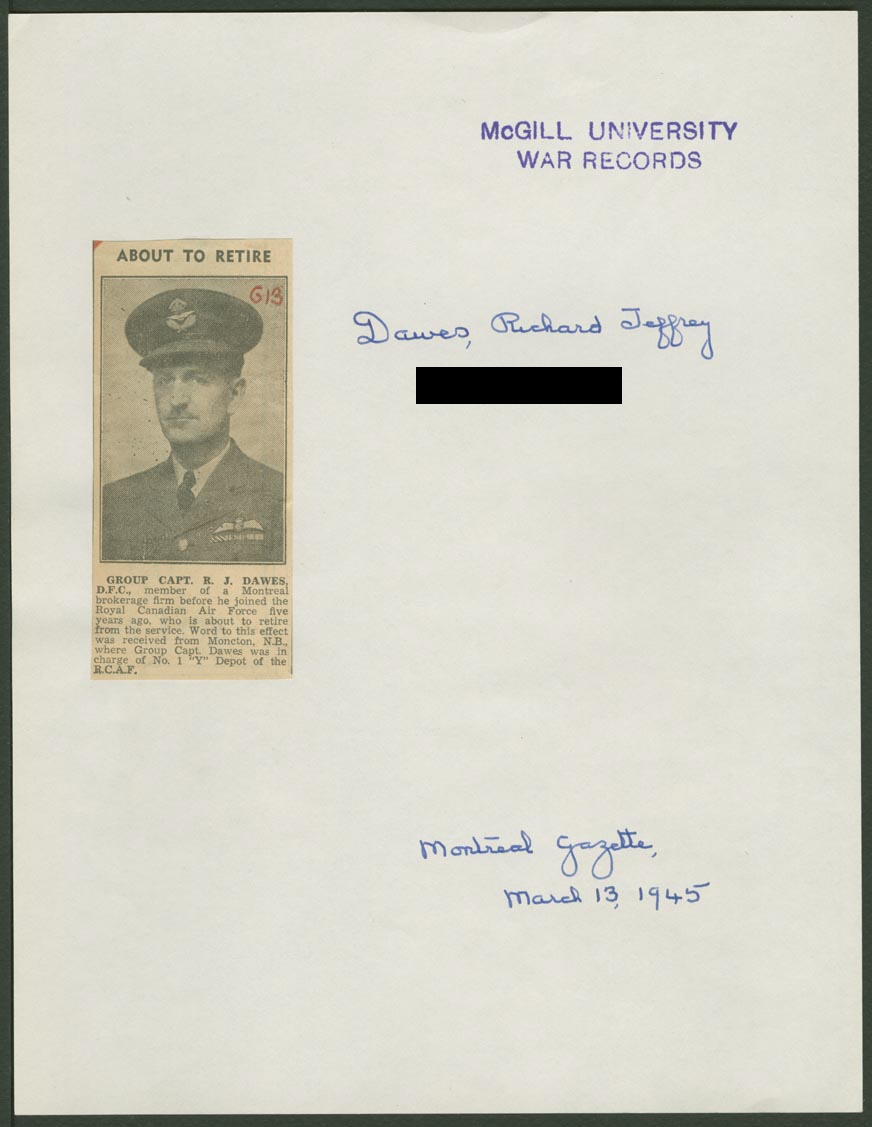 McGILL UNIVERSITY
WAR RECORDS
ABOUT TO RETIRE
G13
Dawes, Richard Jeffrey
GROUP CAPT. R. J. DAWES,
D.F.C., member of a Montreal
brokerage firm before he joined the
Royal Canadian Air Force five
years ago, who is about to retire
from the service. Word to this effect
was received from Moncton, N.B.,
where Group Capt. Dawes was in
charge of No. 1 "Y" Depot of the
R.C.A.F.
Montreal Gazette,
March 13, 1945